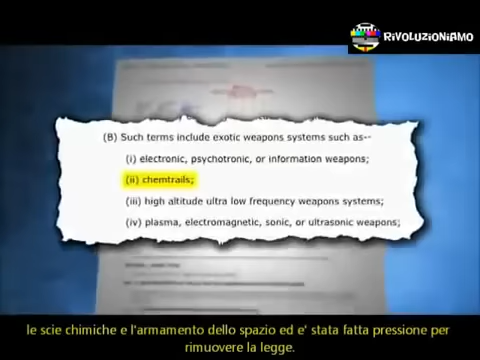 RiVOLUZiONiAMO
(B) Such terms include exotic weapons systems such as--
(i) electronic, psychotronic, or information weapons;
(ii) chemtrails;
(iii) high altitude ultra low frequency weapons systems;
(iv) plasma, electromagnetic, sonic, or ultrasonic weapons;
le scie chimiche e l'armamento dello spazio ed e' stata fatta pressione per
rimuovere la legge.